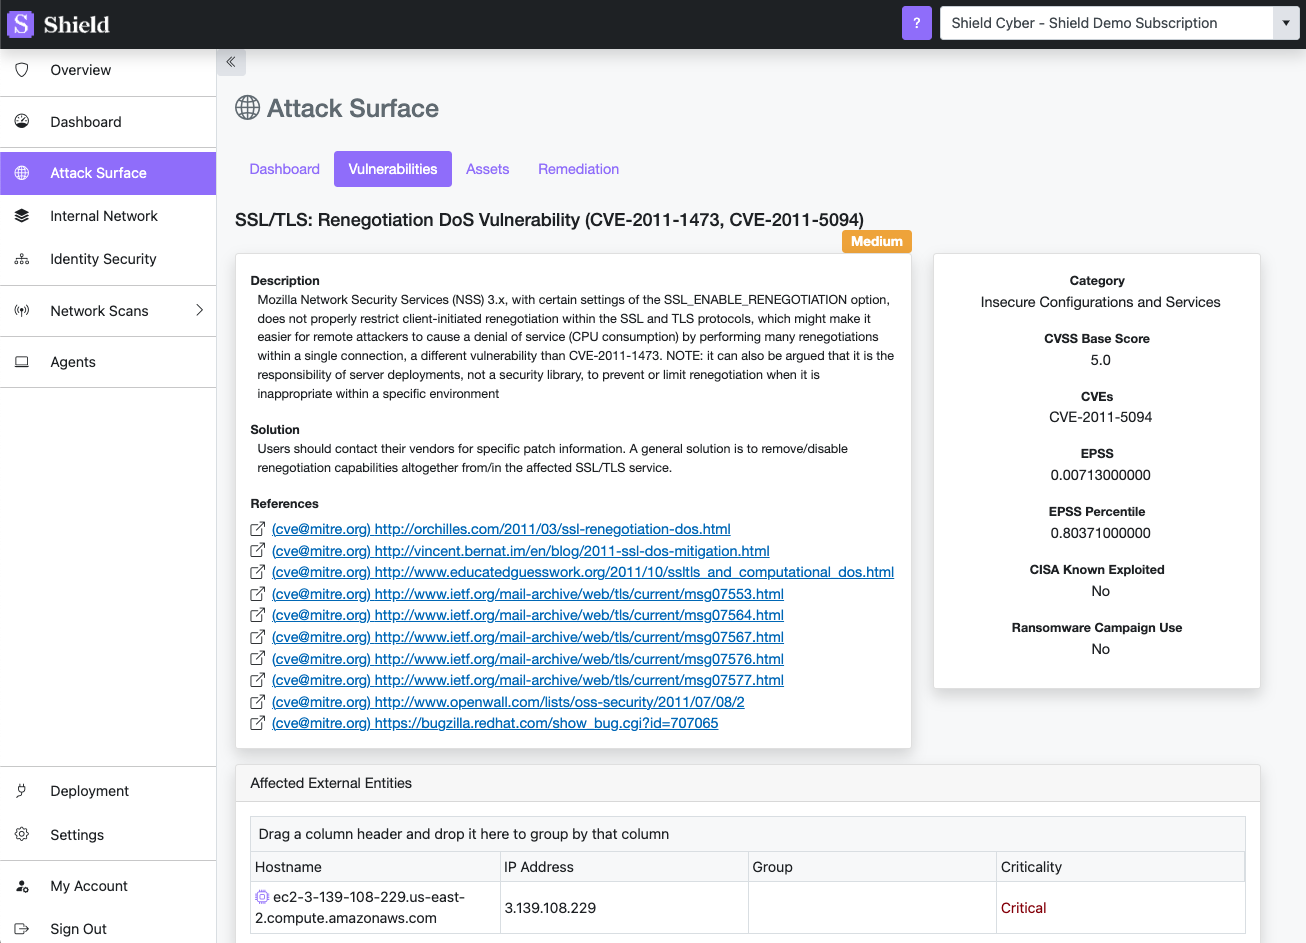 S Shield
? Shield Cyber - Shield Demo Subscription
Overview
Dashboard
Attack Surface
Internal Network
Identity Security
Network Scans
Agents
Deployment
Settings
My Account
Sign Out
Attack Surface
Dashboard Vulnerabilities Assets Remediation
SSL/TLS: Renegotiation DoS Vulnerability (CVE-2011-1473, CVE-2011-5094)
Medium
Description
Mozilla Network Security Services (NSS) 3.x, with certain settings of the SSL_ENABLE_RENEGOTIATION option,
does not properly restrict client-initiated renegotiation within the SSL and TLS protocols, which might make it
easier for remote attackers to cause a denial of service (CPU consumption) by performing many renegotiations
within a single connection, a different vulnerability than CVE-2011-1473. NOTE: it can also be argued that it is the
responsibility of server deployments, not a security library, to prevent or limit renegotiation when it is
inappropriate within a specific environment
Solution
Users should contact their vendors for specific patch information. A general solution is to remove/disable
renegotiation capabilities altogether from/in the affected SSL/TLS service.
References
(cve@mitre.org) http://orchilles.com/2011/03/ssl-renegotiation-dos.html
(cve@mitre.org) http://vincent.bernat.im/en/blog/2011-ssl-dos-mitigation.html
(cve@mitre.org) http://www.educatedguesswork.org/2011/10/ssltls_and_computational_dos.html
(cve@mitre.org) http://www.ietf.org/mail-archive/web/tls/current/msg07553.html
(cve@mitre.org) http://www.ietf.org/mail-archive/web/tls/current/msg07564.html
(cve@mitre.org) http://www.ietf.org/mail-archive/web/tls/current/msg07567.html
(cve@mitre.org) http://www.ietf.org/mail-archive/web/tls/current/msg07576.html
(cve@mitre.org) http://www.ietf.org/mail-archive/web/tls/current/msg07577.html
(cve@mitre.org) http://www.openwall.com/lists/oss-security/2011/07/08/2
(cve@mitre.org) https://bugzilla.redhat.com/show_bug.cgi?id=707065
Category
Insecure Configurations and Services
CVSS Base Score
5.0
CVEs
CVE-2011-5094
EPSS
0.00713000000
EPSS Percentile
0.80371000000
CISA Known Exploited
No
Ransomware Campaign Use
No
Affected External Entities
Drag a column header and drop it here to group by that column
Hostname IP Address Group Criticality
ec2-3-139-108-229.us-east-
2.compute.amazonaws.com 3.139.108.229 Critical